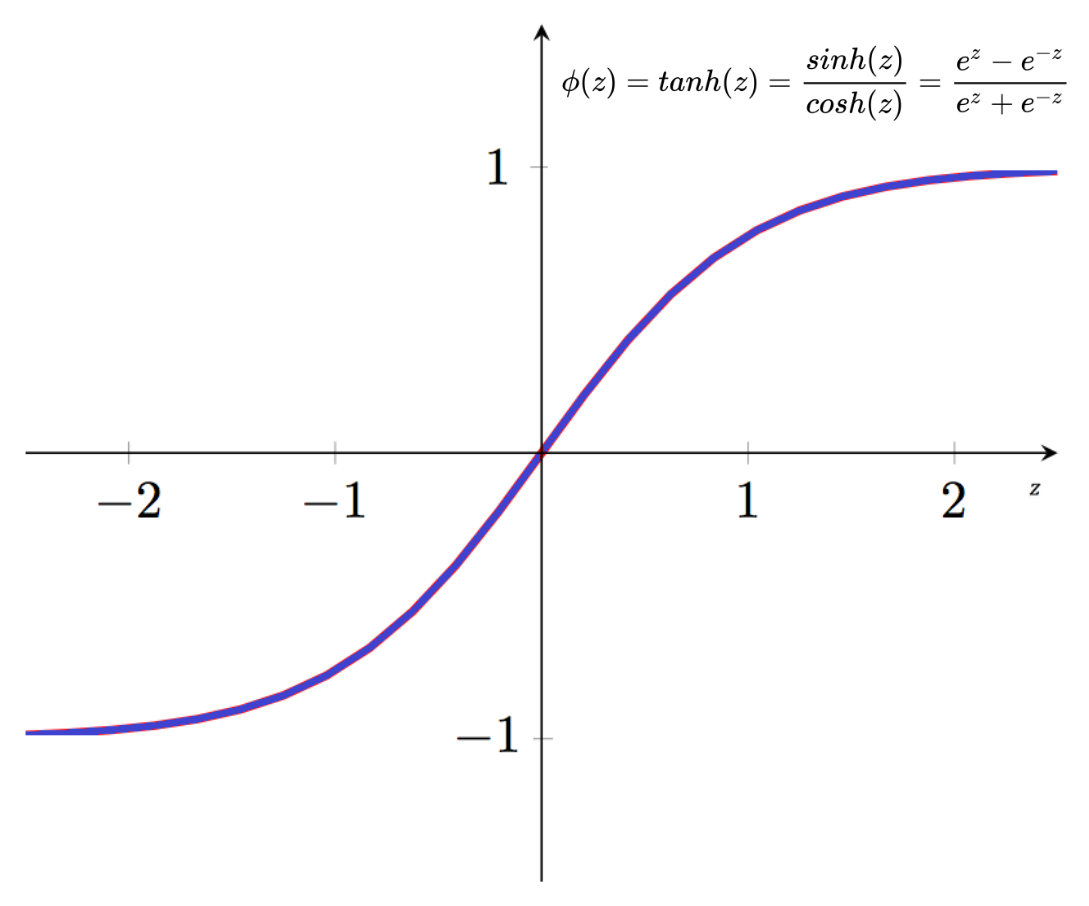 ϕ(z) = tanh(z) = sinh(z)/cosh(z) = (e^z − e^{−z})/(e^z + e^{−z})
1
−2 −1 1 2 z
−1